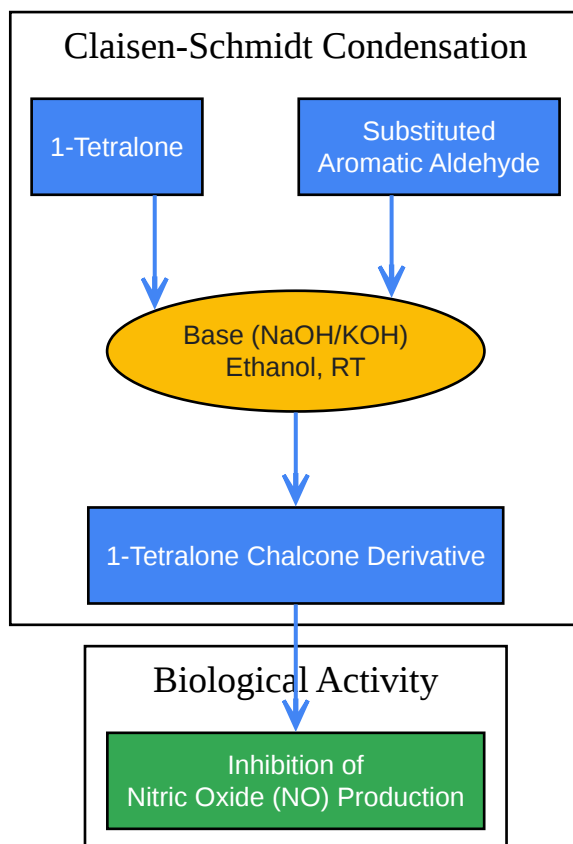 Claisen-Schmidt Condensation
1-Tetralone
Substituted
Aromatic Aldehyde
Base (NaOH/KOH)
Ethanol, RT
1-Tetralone Chalcone Derivative
Biological Activity
Inhibition of
Nitric Oxide (NO) Production